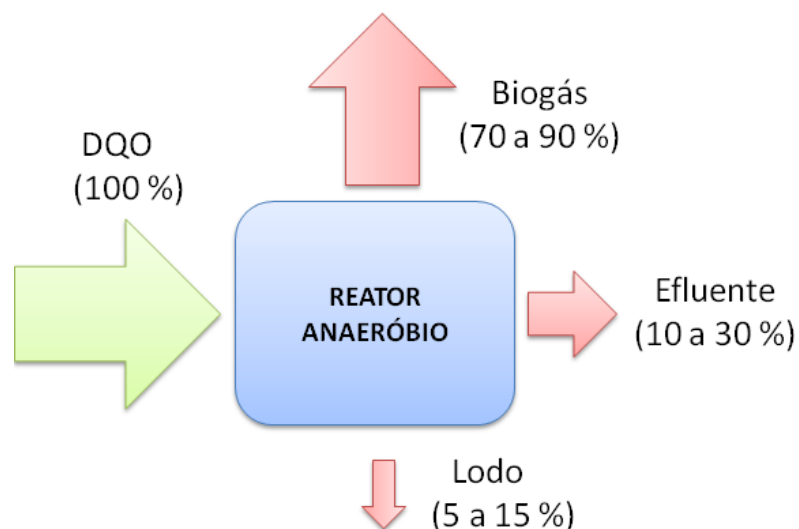 Biogás
(70 a 90 %)
DQO
(100 %)
REATOR
ANAERÓBIO
Efluente
(10 a 30 %)
Lodo
(5 a 15 %)